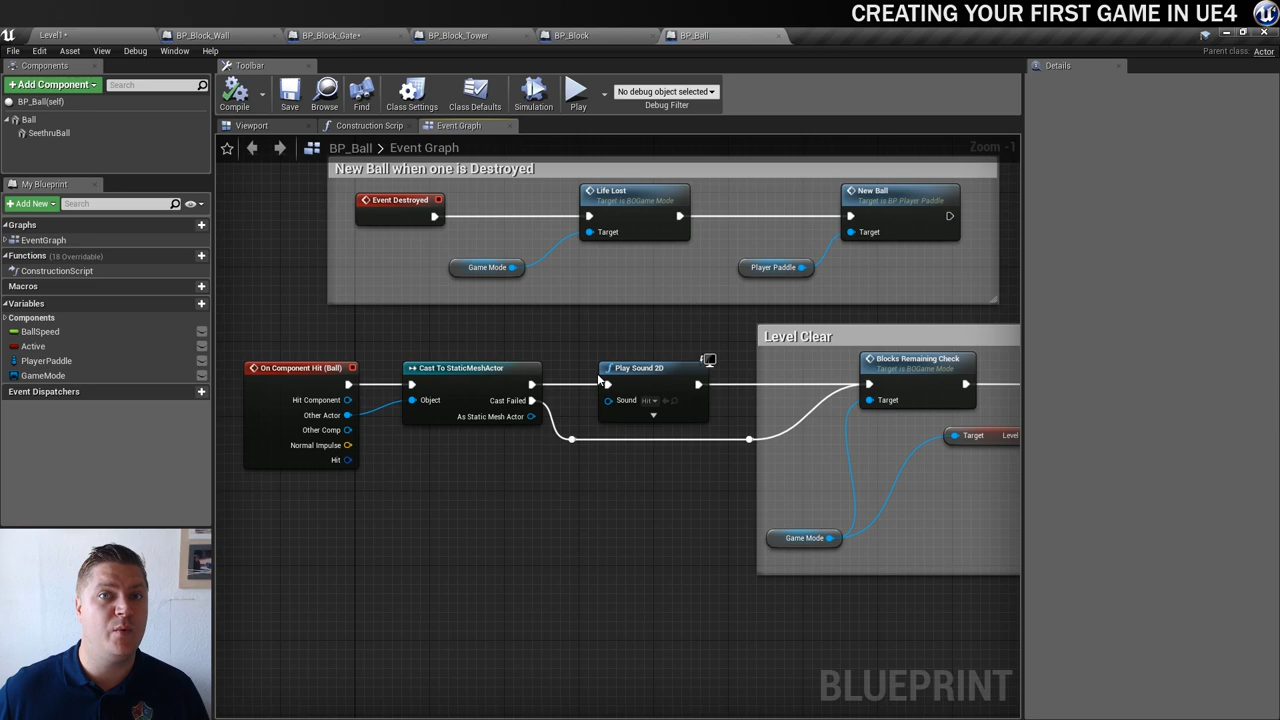 CREATING YOUR FIRST GAME IN UE4
Level1*
BP_Block_Wall
BP_Block_Gate*
BP_Block_Tower
BP_Block
BP_Ball
File Edit Asset View Debug Window Help
Parent class: Actor
Components
Toolbar
Details
+Add Component
Search
BP_Ball(self)
Ball
SeethruBall
Compile
Save
Browse
Find
Class Settings
Class Defaults
Simulation
Play
No debug object selected
Debug Filter
Viewport
Construction Scrip
Event Graph
BP_Ball > Event Graph
Zoom -1
My Blueprint
+Add New
Search
Graphs
EventGraph
Functions (18 Overridable)
ConstructionScript
Macros
Variables
Components
BallSpeed
Active
PlayerPaddle
GameMode
Event Dispatchers
New Ball when one is Destroyed
Event Destroyed
Life Lost
Target is BOGame Mode
Target
New Ball
Target is BP Player Paddle
Target
Game Mode
Player Paddle
Level Clear
On Component Hit (Ball)
Hit Component
Other Actor
Other Comp
Normal Impulse
Hit
Cast To StaticMeshActor
Object
Cast Failed
As Static Mesh Actor
Play Sound 2D
Sound
Hit
Blocks Remaining Check
Target is BOGame Mode
Target
Target
Level
Game Mode
BLUEPRINT